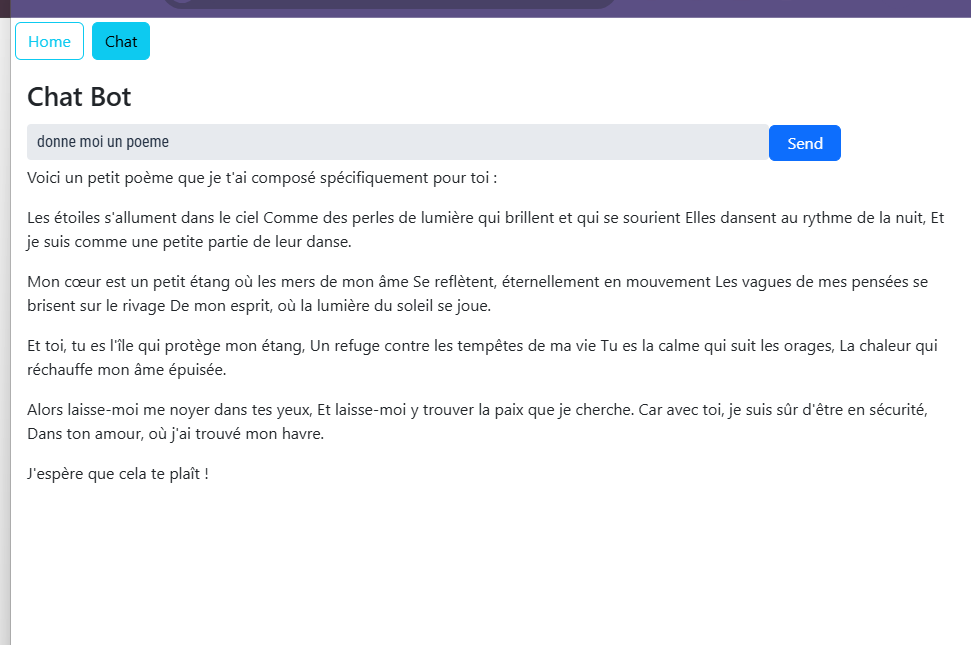 Home Chat
Chat Bot
donne moi un poeme Send
Voici un petit poème que je t'ai composé spécifiquement pour toi :
Les étoiles s'allument dans le ciel Comme des perles de lumière qui brillent et qui se sourient Elles dansent au rythme de la nuit, Et
je suis comme une petite partie de leur danse.
Mon cœur est un petit étang où les mers de mon âme Se reflètent, éternellement en mouvement Les vagues de mes pensées se
brisent sur le rivage De mon esprit, où la lumière du soleil se joue.
Et toi, tu es l'île qui protège mon étang, Un refuge contre les tempêtes de ma vie Tu es la calme qui suit les orages, La chaleur qui
réchauffe mon âme épuisée.
Alors laisse-moi me noyer dans tes yeux, Et laisse-moi y trouver la paix que je cherche. Car avec toi, je suis sûr d'être en sécurité,
Dans ton amour, où j'ai trouvé mon havre.
J'espère que cela te plaît !